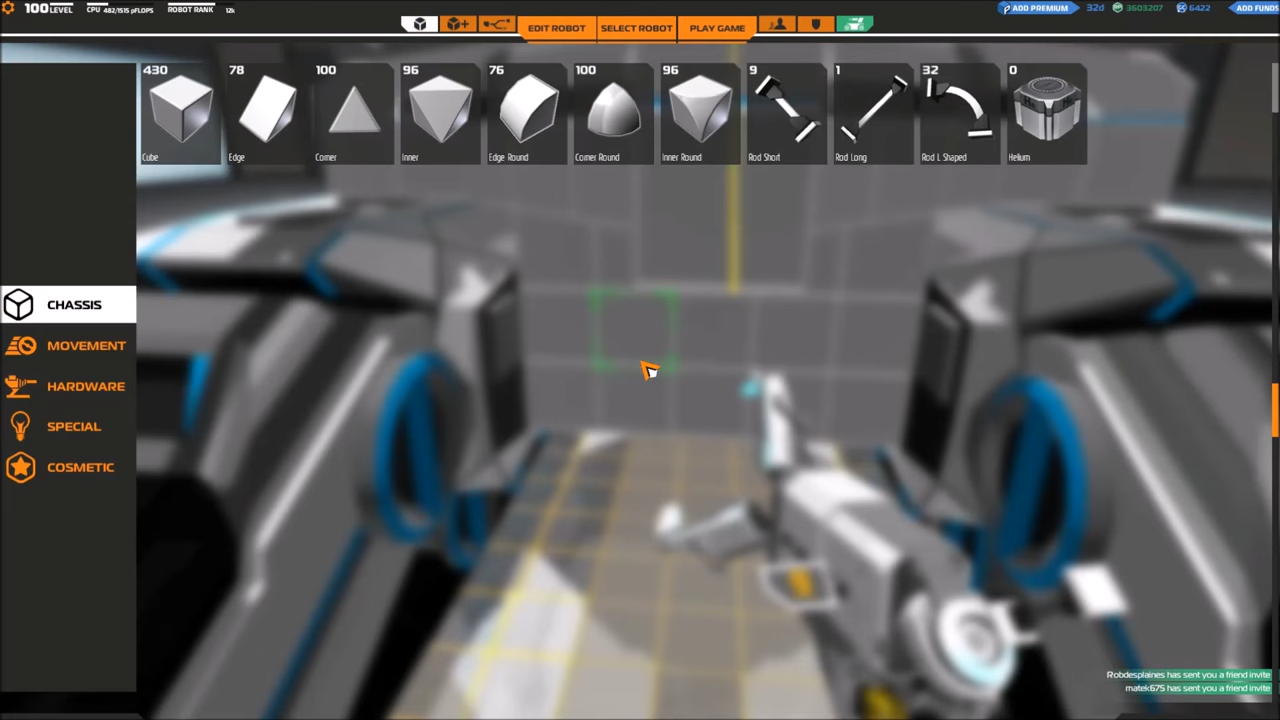 100 LEVEL CPU 482/1515 pFLOPS ROBOT RANK 12k
EDIT ROBOT SELECT ROBOT PLAY GAME
ADD PREMIUM 32d 3603207 6422 ADD FUNDS
430 78 100 96 76 100 96 9 1 32 0
Cube Edge Corner Inner Edge Round Corner Round Inner Round Rod Short Rod Long Rod L Shaped Helium
CHASSIS
MOVEMENT
HARDWARE
SPECIAL
COSMETIC
Robdesplaines has sent you a friend invite
matek675 has sent you a friend invite